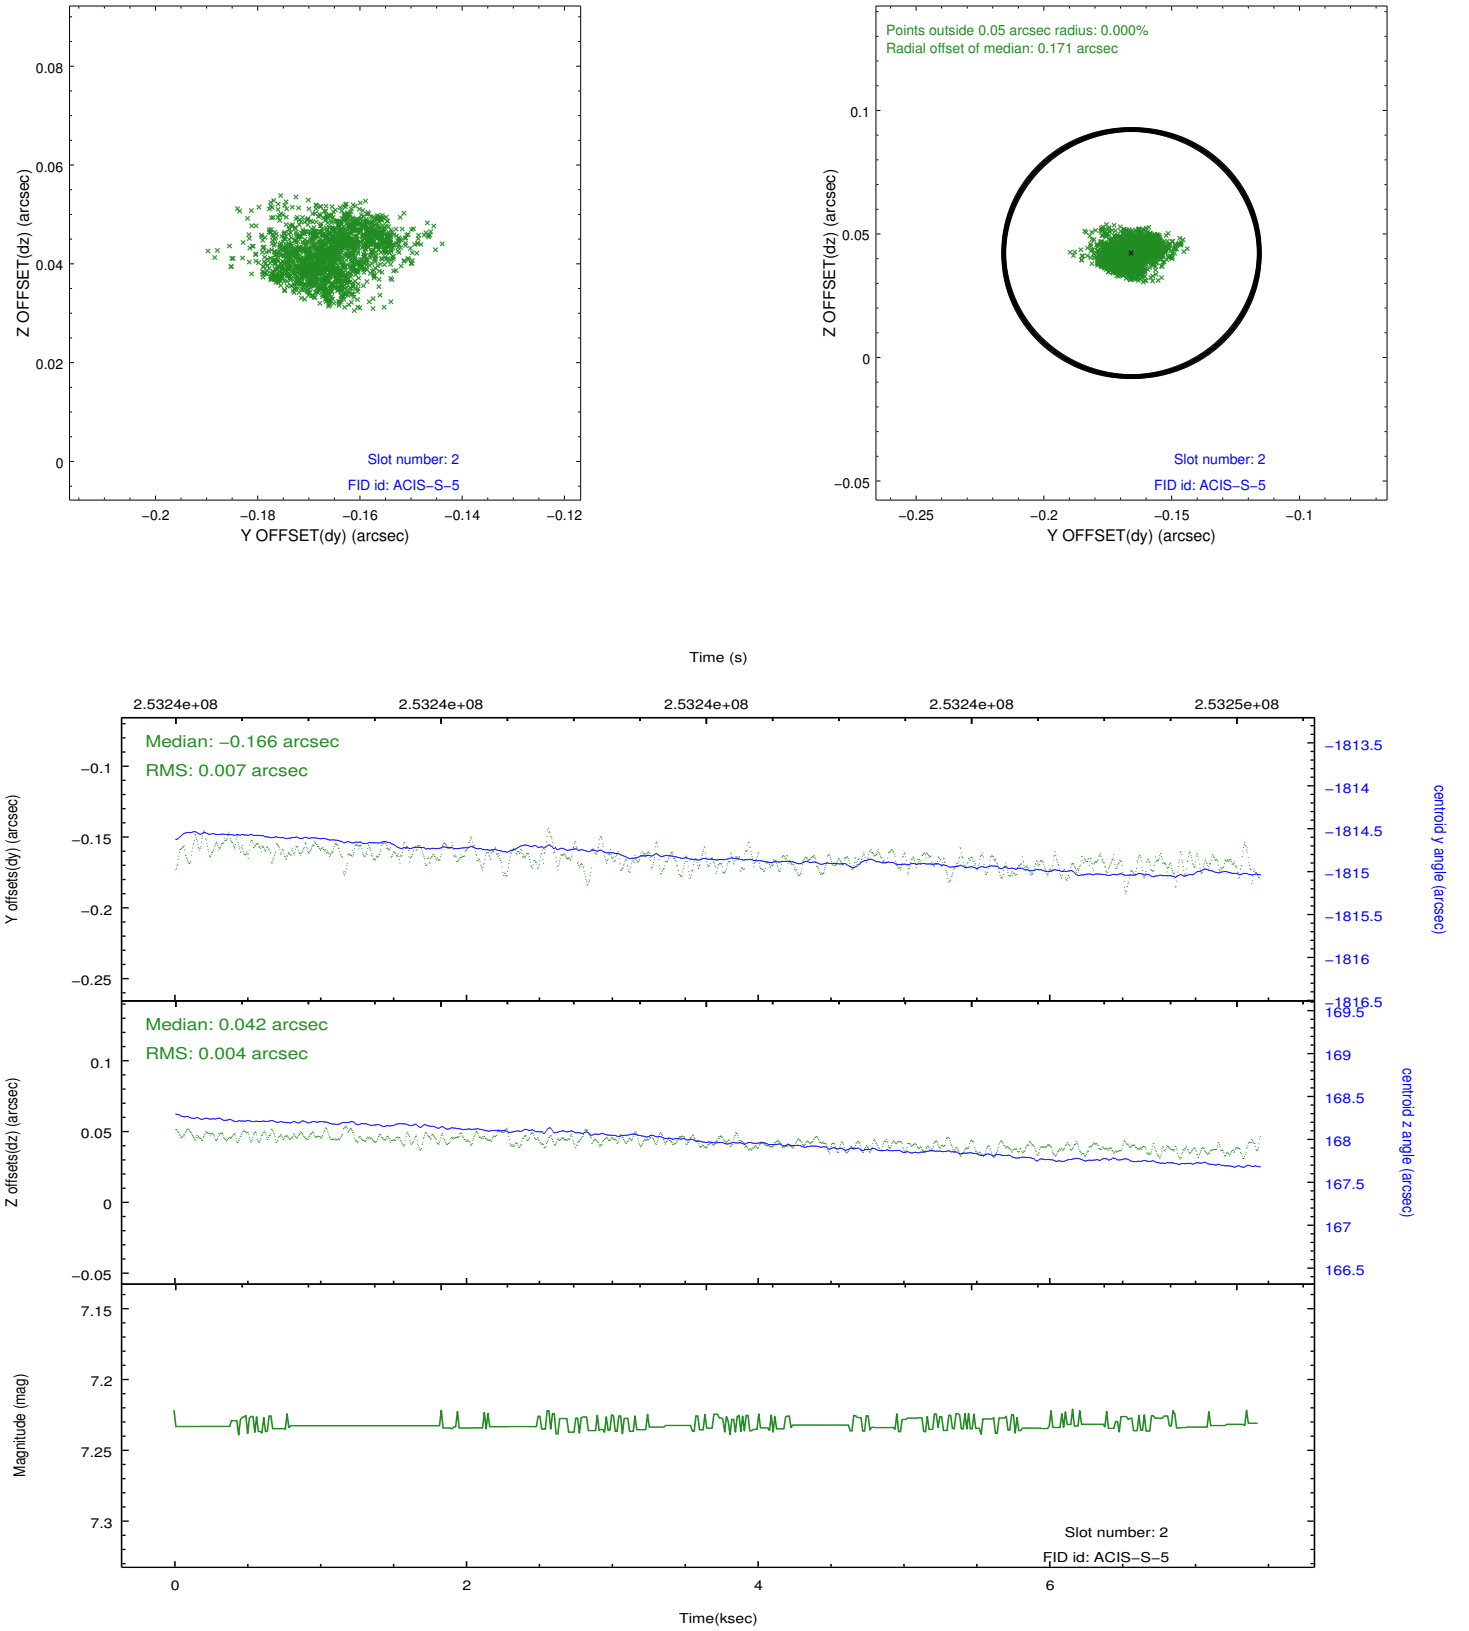 0.08
0.06
0.04
0.02
0
Z OFFSET(dz) (arcsec)
Slot number: 2
FID id: ACIS−S−5
−0.2
−0.18
−0.16
−0.14
−0.12
Y OFFSET(dy) (arcsec)
Points outside 0.05 arcsec radius: 0.000%
Radial offset of median: 0.171 arcsec
0.1
0.05
0
−0.05
Z OFFSET(dz) (arcsec)
Slot number: 2
FID id: ACIS−S−5
−0.25
−0.2
−0.15
−0.1
Y OFFSET(dy) (arcsec)
Time (s)
2.5324e+08
2.5324e+08
2.5324e+08
2.5324e+08
2.5325e+08
Median: −0.166 arcsec
RMS: 0.007 arcsec
−0.1
−0.15
−0.2
−0.25
Y offsets(dy) (arcsec)
−1813.5
−1814
−1814.5
−1815
−1815.5
−1816
−1816.5
centroid y angle (arcsec)
Median: 0.042 arcsec
RMS: 0.004 arcsec
0.1
0.05
0
−0.05
Z offsets(dz) (arcsec)
169.5
169
168.5
168
167.5
167
166.5
centroid z angle (arcsec)
7.15
7.2
7.25
7.3
Magnitude (mag)
Slot number: 2
FID id: ACIS−S−5
0
2
4
6
Time(ksec)